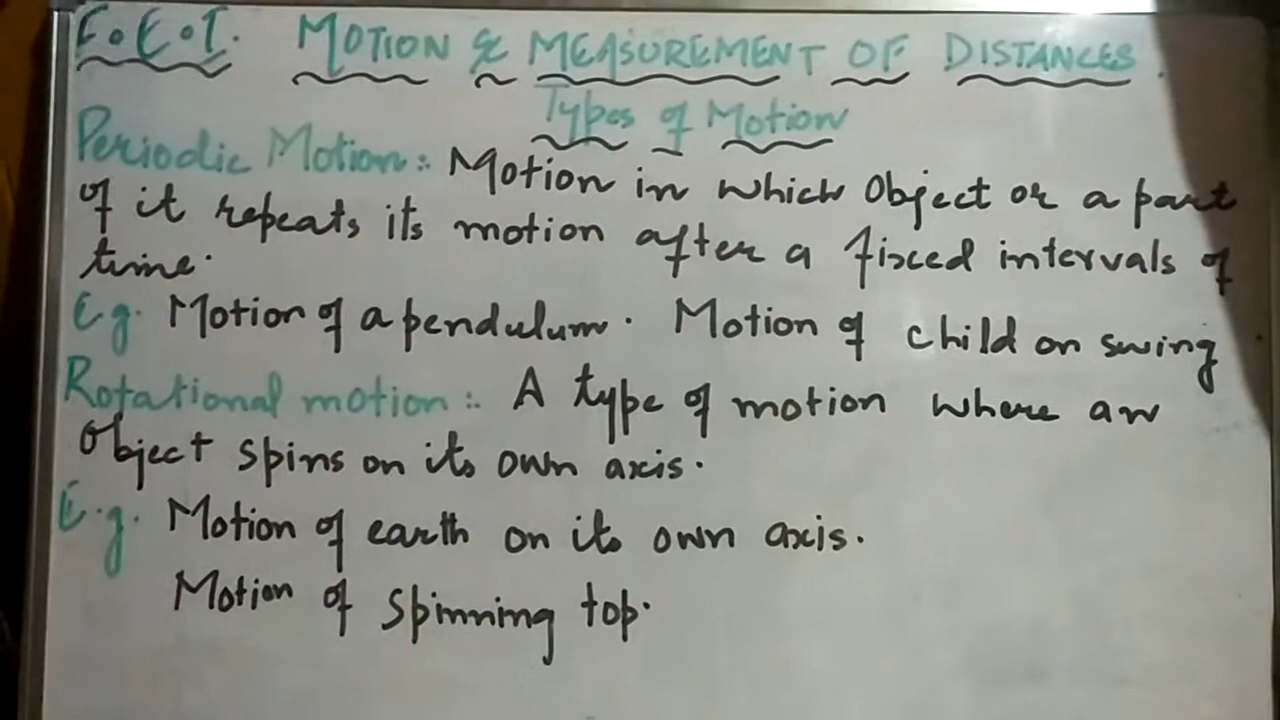 F.E.O.I. MOTION & MEASUREMENT OF DISTANCES.
Types of Motion
Periodic Motion:: Motion in which Object or a part
of it repeats its motion after a fixed intervals of
time.
E.g. Motion of a pendulum. Motion of child on swing
Rotational motion:: A type of motion where an
object spins on its own axis.
E.g. Motion of earth on its own axis.
Motion of spinning top.